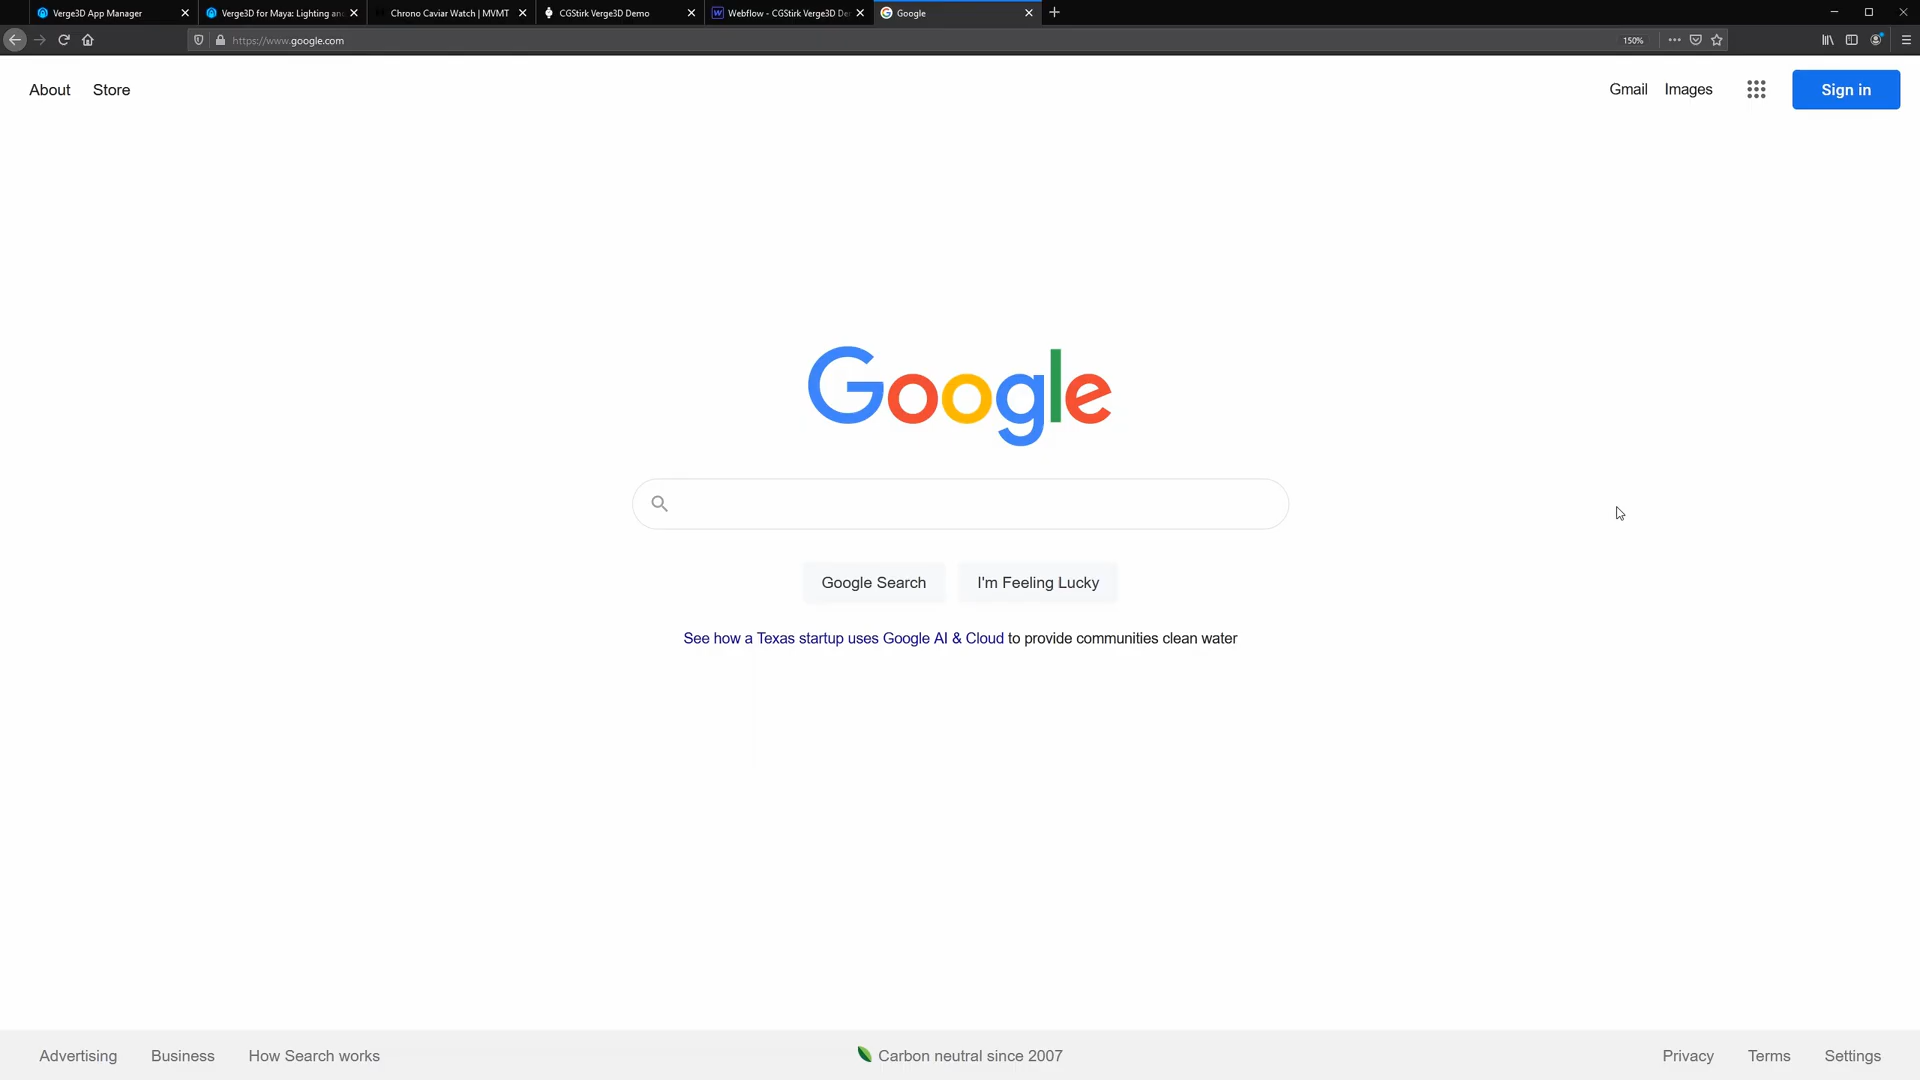 Verge3D App Manager
Verge3D for Maya: Lighting and
Chrono Caviar Watch | MVMT
CGStirk Verge3D Demo
Webflow - CGStirk Verge3D De
Google
https://www.google.com
150%
About
Store
Gmail
Images
Sign in
Google
Google Search
I'm Feeling Lucky
See how a Texas startup uses Google AI & Cloud to provide communities clean water
Advertising
Business
How Search works
Carbon neutral since 2007
Privacy
Terms
Settings